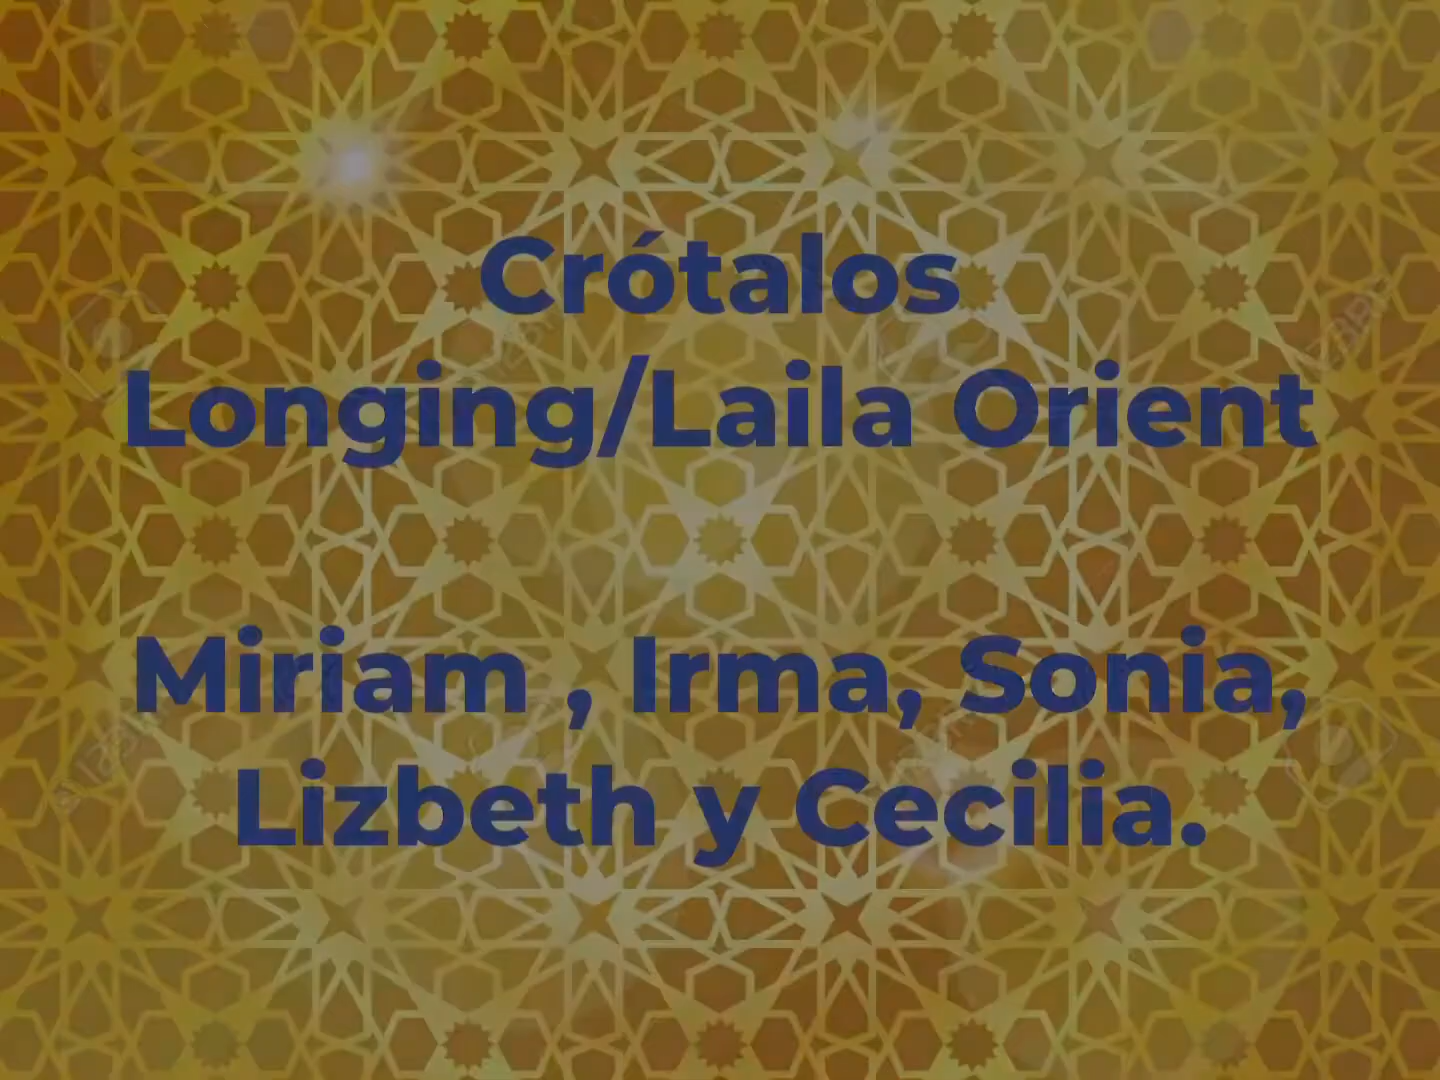 Crótalos
Longing/Laila Orient
Miriam , Irma, Sonia,
Lizbeth y Cecilia.